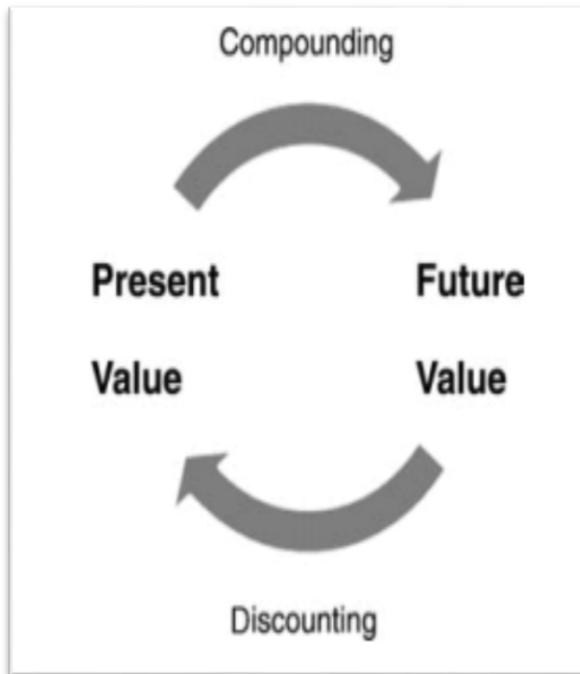 Compounding
Present
Value
Future
Value
Discounting